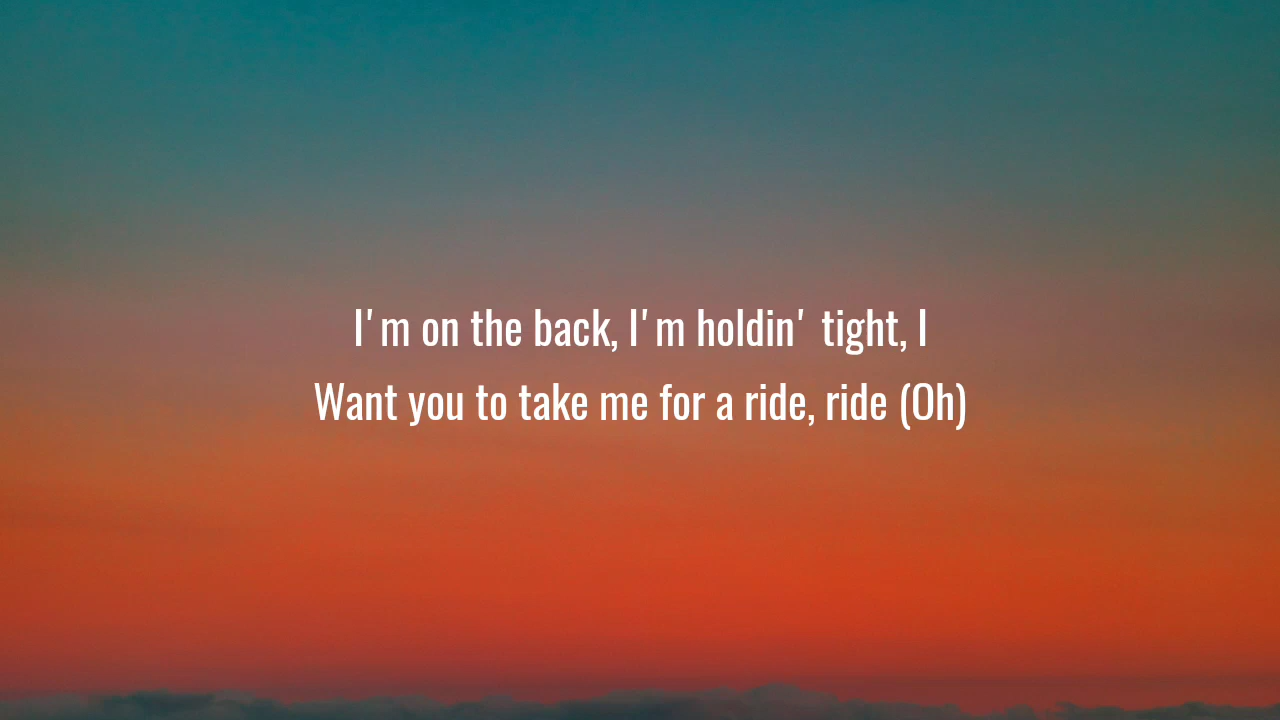 I'm on the back, I'm holdin' tight, I
Want you to take me for a ride, ride (Oh)